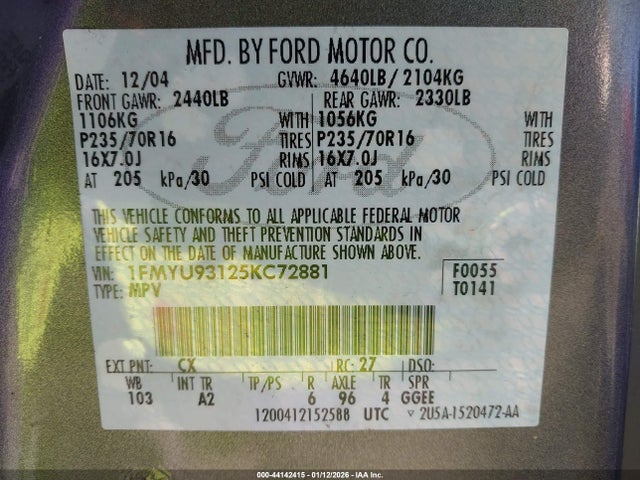 MFD. BY FORD MOTOR CO.
DATE: 12/04 GVWR: 4640LB/ 2104KG
FRONT GAWR: 2440LB REAR GAWR: 2330LB
1106KG WITH 1056KG WITH
P235/70R16 TIRES P235/70R16 TIRES
16X7.0J RIMS 16X7.0J RIMS
AT 205 kPa/30 PSI COLD AT 205 kPa/30 PSI COLD
Ford
THIS VEHICLE CONFORMS TO ALL APPLICABLE FEDERAL MOTOR
VEHICLE SAFETY AND THEFT PREVENTION STANDARDS IN
EFFECT ON THE DATE OF MANUFACTURE SHOWN ABOVE.
VIN: 1FMYU93125KC72881 F0055
TYPE: MPV T0141
EXT PNT: CX RC: 27 DSO:
WB INT TR TP/PS R AXLE TR SPR
103 A2 6 96 4 GGEE
1200412152588 UTC 2U5A-1520472-AA
000-44142415 - 01/12/2026 - IAA Inc.